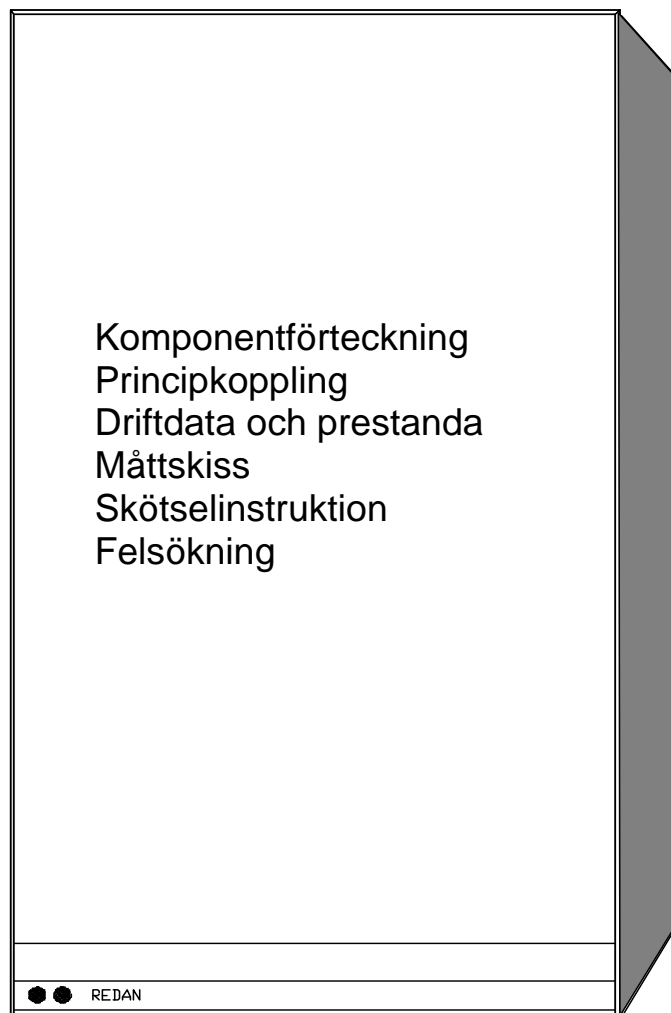 Komponentförteckning
Principkoppling
Driftdata och prestanda
Måttskiss
Skötselinstruktion
Felsökning
REDAN